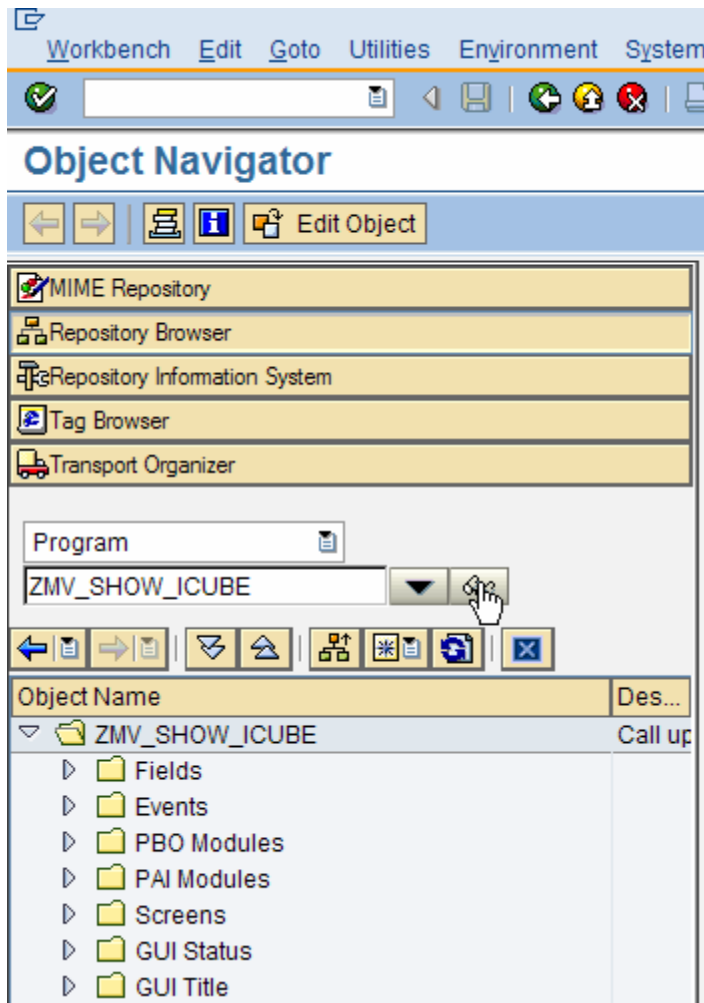 Workbench Edit Goto Utilities Environment System
Object Navigator
Edit Object
MIME Repository
Repository Browser
Repository Information System
Tag Browser
Transport Organizer
Program
ZMV_SHOW_ICUBE
Object Name Des...
ZMV_SHOW_ICUBE Call up
Fields
Events
PBO Modules
PAI Modules
Screens
GUI Status
GUI Title